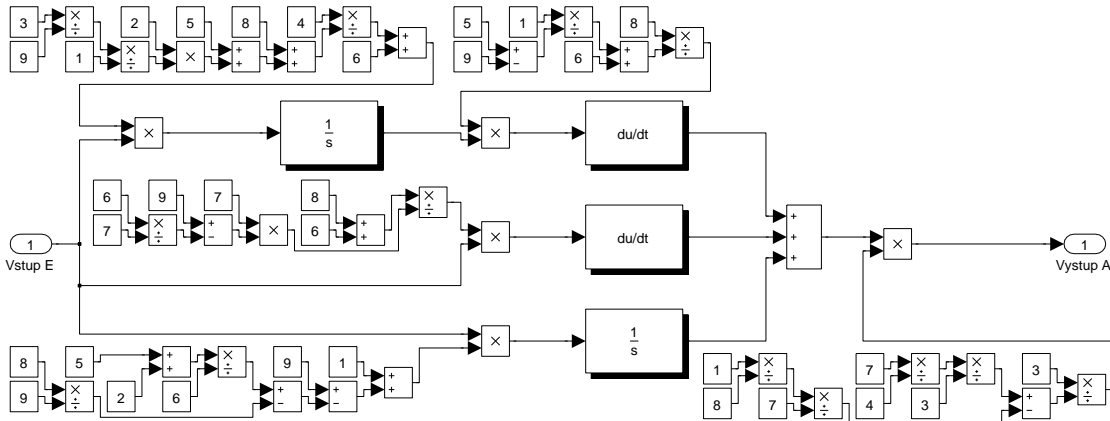 3 × ÷ 2 5 8 4 × ÷ 5 1 × ÷ 8
+ + × ÷
9 1 × ÷ × + + + + 6 9 + − 6 + +
× 1/s × du/dt
6 9 7 8 × ÷
7 × ÷ + − × 6 + +
× du/dt + + + ×
1
Vstup E
1
Vystup A
× 1/s
8 5 + + × ÷ 9 1 + +
9 × ÷ 2 6 + − + −
1 × ÷ 7 × ÷ × ÷ 3 × ÷
8 7 × ÷ 4 3 + −